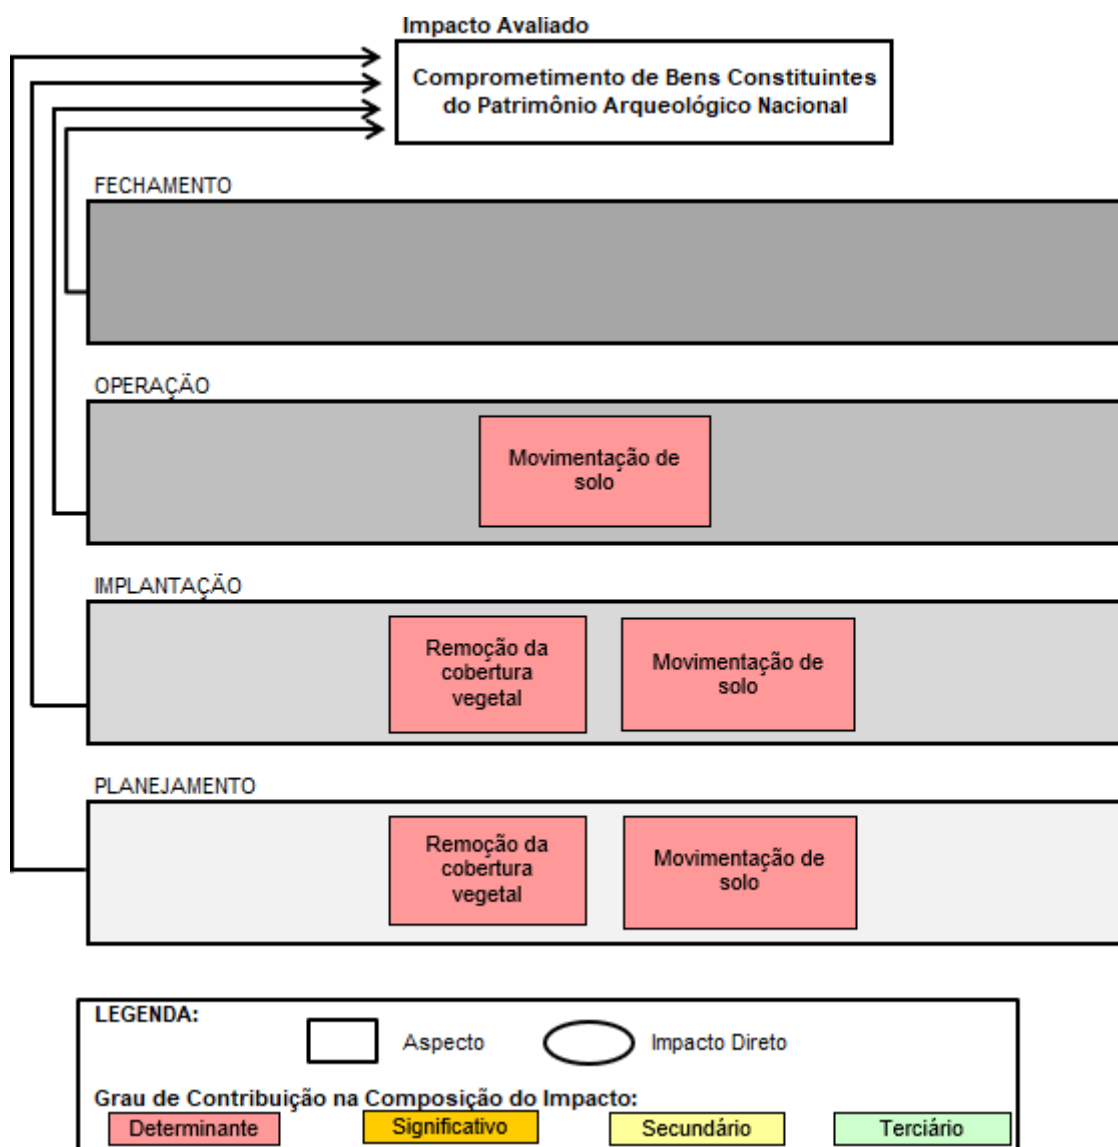 Impacto Avaliado
Comprometimento de Bens Constituintes
do Patrimônio Arqueológico Nacional
FECHAMENTO
OPERAÇÃO
Movimentação de
solo
IMPLANTAÇÃO
Remoção da
cobertura
vegetal
Movimentação de
solo
PLANEJAMENTO
Remoção da
cobertura
vegetal
Movimentação de
solo
LEGENDA:
Aspecto
Impacto Direto
Grau de Contribuição na Composição do Impacto:
Determinante
Significativo
Secundário
Terciário